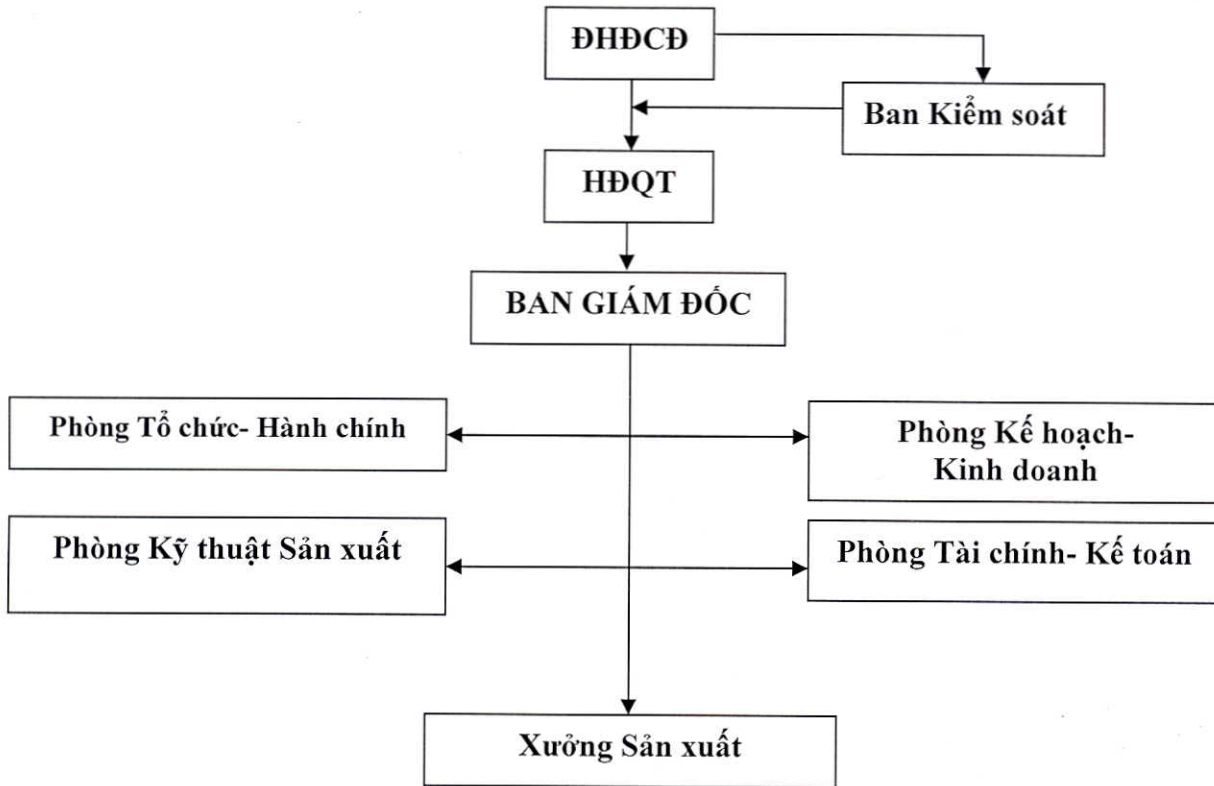 ĐHĐCĐ
Ban Kiểm soát
HĐQT
BAN GIÁM ĐỐC
Phòng Tổ chức- Hành chính
Phòng Kế hoạch-
Kinh doanh
Phòng Kỹ thuật Sản xuất
Phòng Tài chính- Kế toán
Xưởng Sản xuất